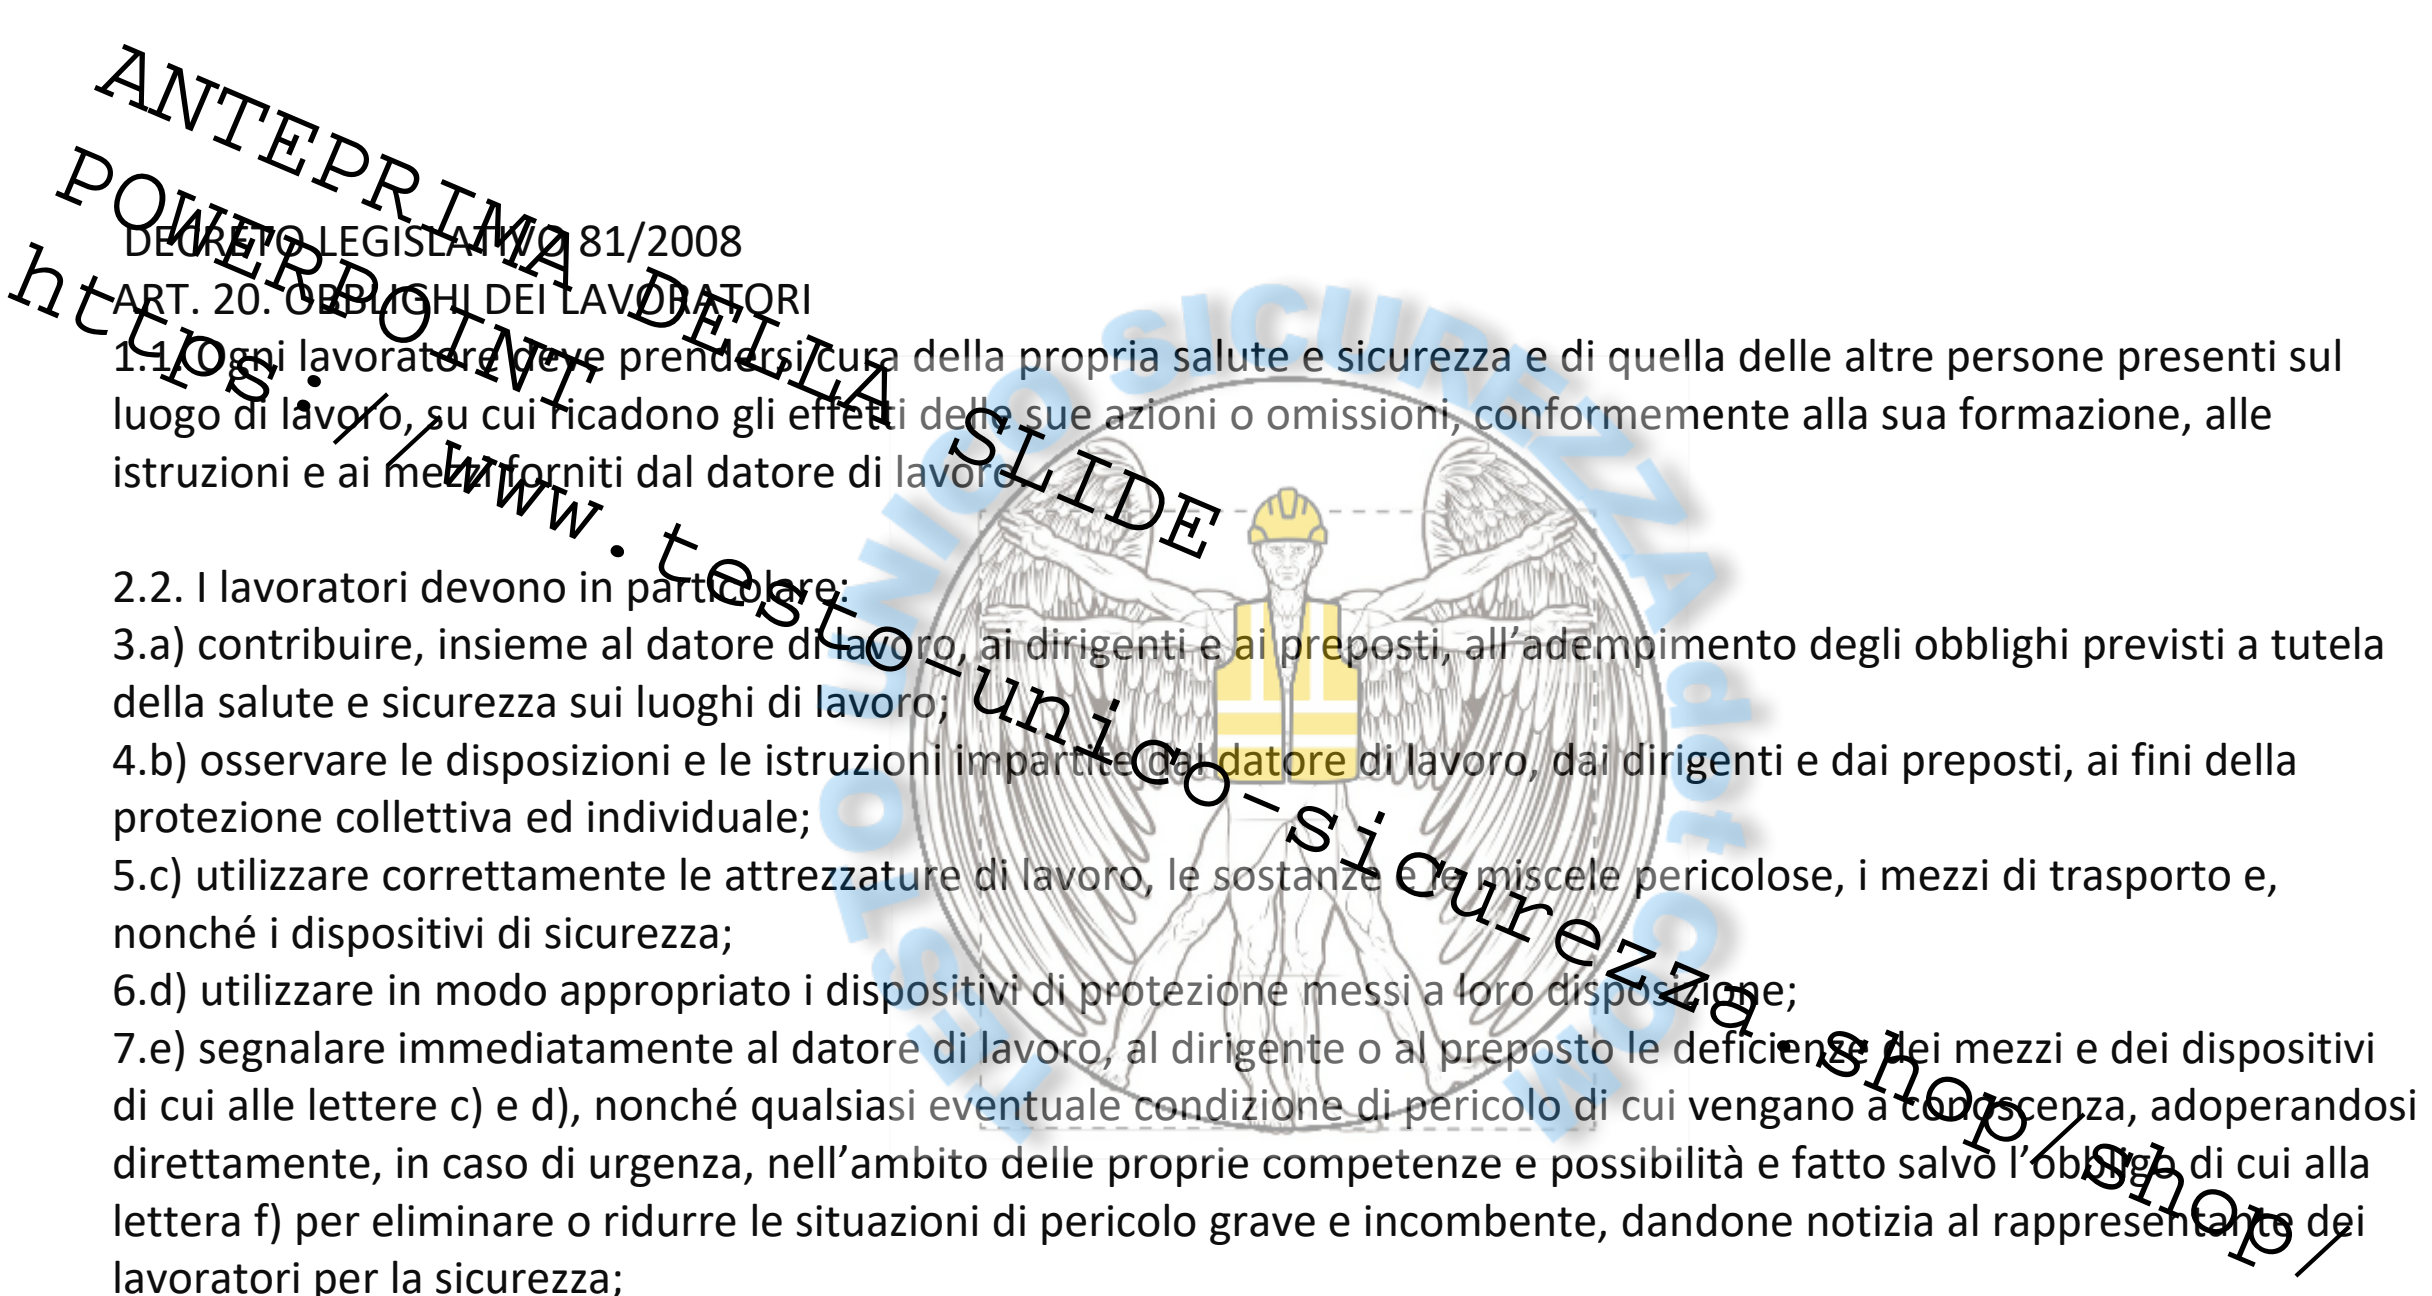 ANTEPRIMA DELLA SLIDE
POWERPOINT
https://www.testo-unico-sicurezza.shop/shop/
DECRETO LEGISLATIVO 81/2008
ART. 20. OBBLIGHI DEI LAVORATORI
1.1. Ogni lavoratore deve prendersi cura della propria salute e sicurezza e di quella delle altre persone presenti sul
luogo di lavoro, su cui ricadono gli effetti delle sue azioni o omissioni, conformemente alla sua formazione, alle
istruzioni e ai mezzi forniti dal datore di lavoro.
2.2. I lavoratori devono in particolare:
3.a) contribuire, insieme al datore di lavoro, ai dirigenti e ai preposti, all’adempimento degli obblighi previsti a tutela
della salute e sicurezza sui luoghi di lavoro;
4.b) osservare le disposizioni e le istruzioni impartite dal datore di lavoro, dai dirigenti e dai preposti, ai fini della
protezione collettiva ed individuale;
5.c) utilizzare correttamente le attrezzature di lavoro, le sostanze e le miscele pericolose, i mezzi di trasporto e,
nonché i dispositivi di sicurezza;
6.d) utilizzare in modo appropriato i dispositivi di protezione messi a loro disposizione;
7.e) segnalare immediatamente al datore di lavoro, al dirigente o al preposto le deficienze dei mezzi e dei dispositivi
di cui alle lettere c) e d), nonché qualsiasi eventuale condizione di pericolo di cui vengano a conoscenza, adoperandosi
direttamente, in caso di urgenza, nell’ambito delle proprie competenze e possibilità e fatto salvo l’obbligo di cui alla
lettera f) per eliminare o ridurre le situazioni di pericolo grave e incombente, dandone notizia al rappresentante dei
lavoratori per la sicurezza;
TESTO UNICO SICUREZZA dot COM